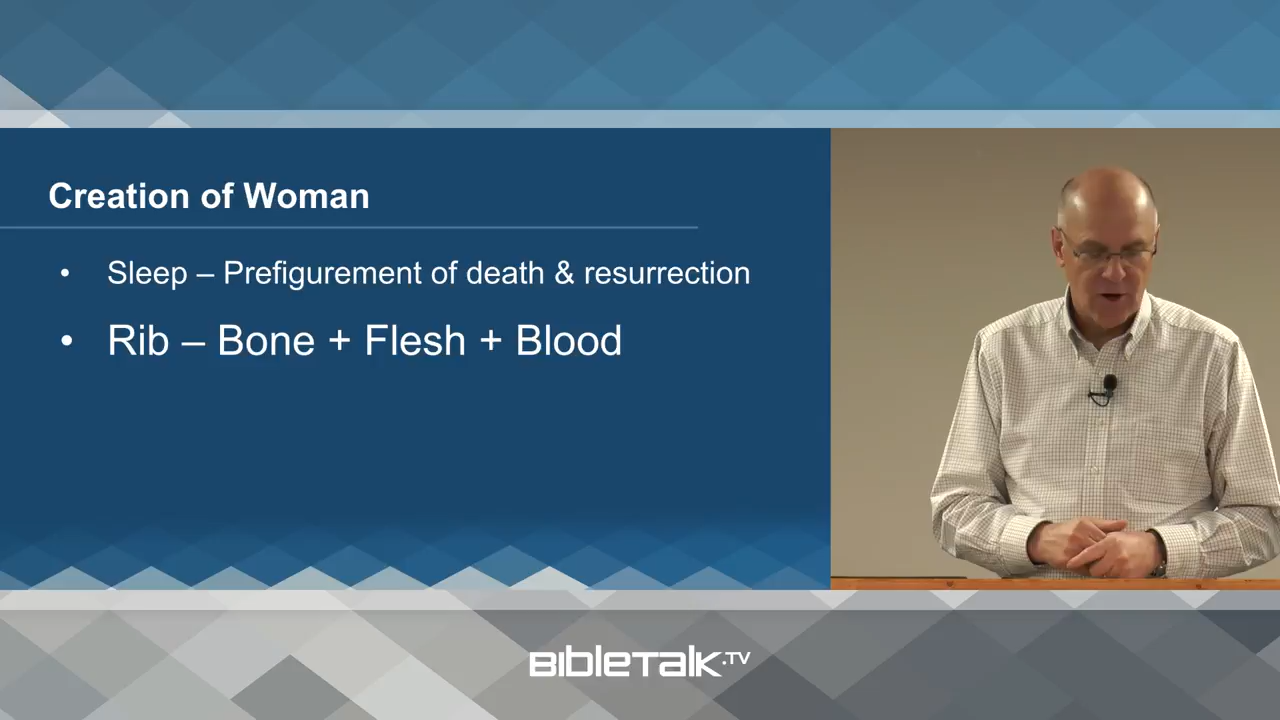 Creation of Woman
• Sleep – Prefigurement of death & resurrection
• Rib – Bone + Flesh + Blood
BIBLETALK.TV